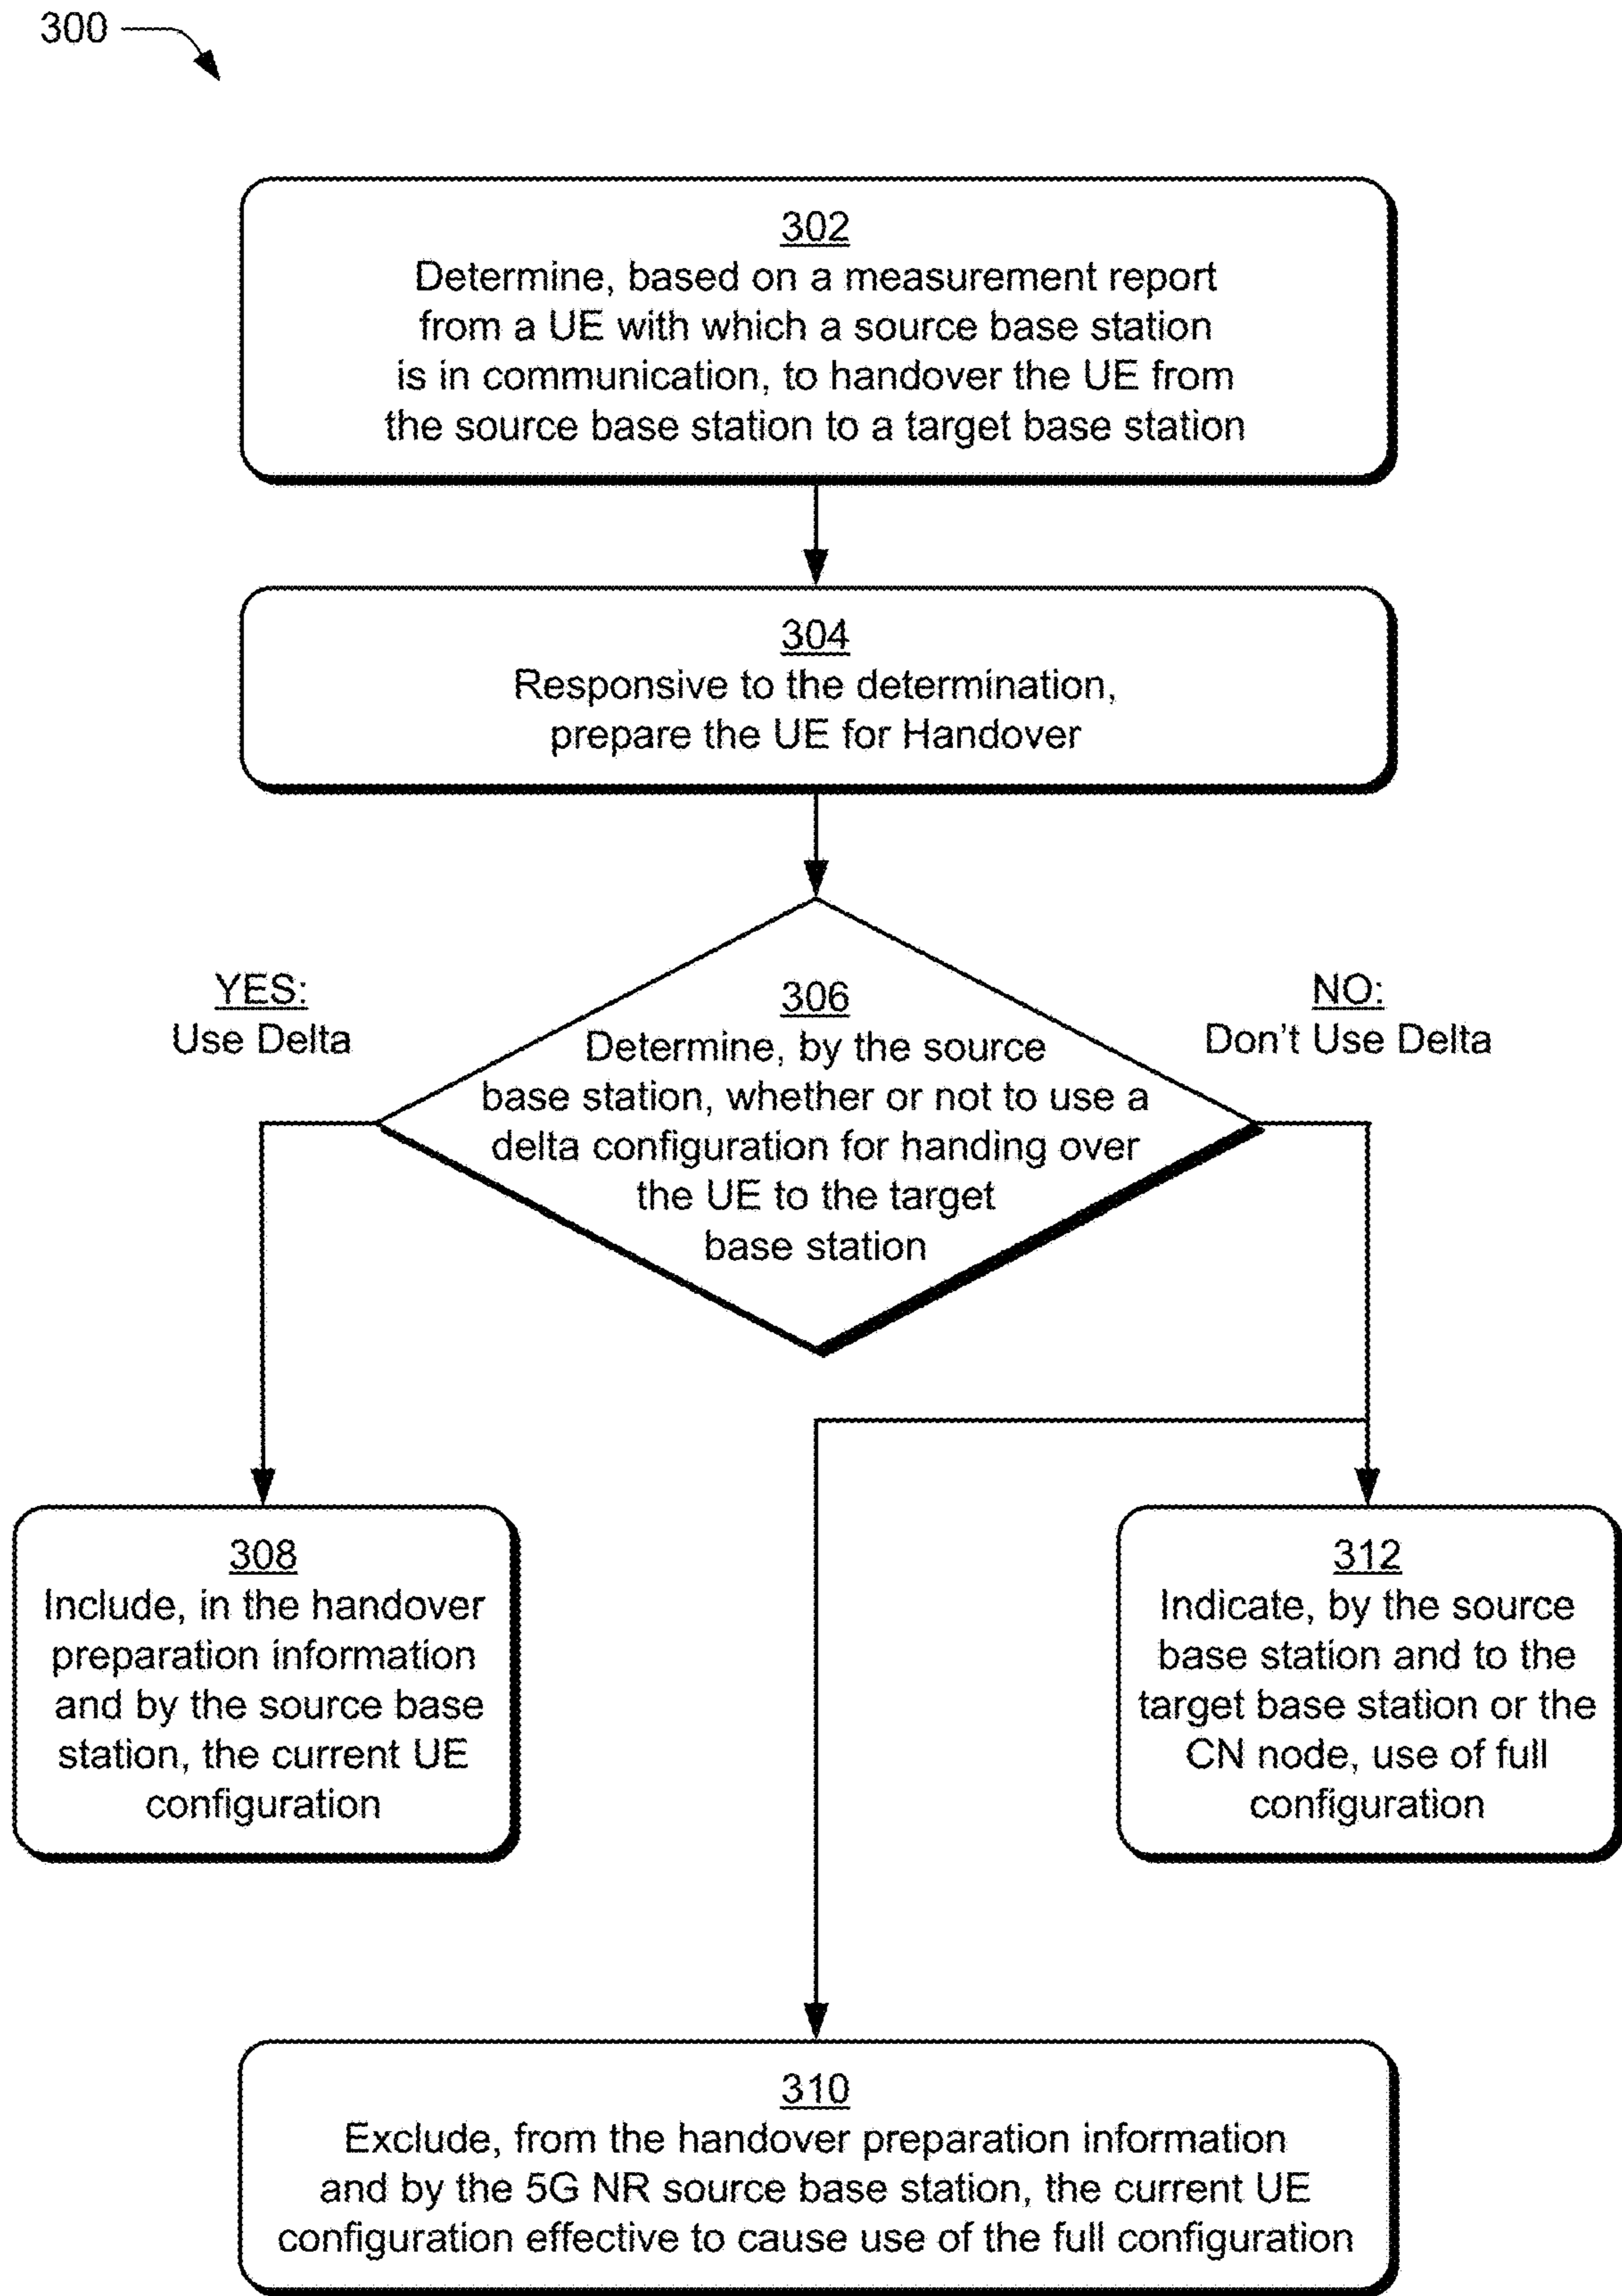 300
302
Determine, based on a measurement report
from a UE with which a source base station
is in communication, to handover the UE from
the source base station to a target base station
304
Responsive to the determination,
prepare the UE for Handover
YES:
Use Delta
306
Determine, by the source
base station, whether or not to use a
delta configuration for handing over
the UE to the target
base station
NO:
Don't Use Delta
308
Include, in the handover
preparation information
and by the source base
station, the current UE
configuration
312
Indicate, by the source
base station and to the
target base station or the
CN node, use of full
configuration
310
Exclude, from the handover preparation information
and by the 5G NR source base station, the current UE
configuration effective to cause use of the full configuration